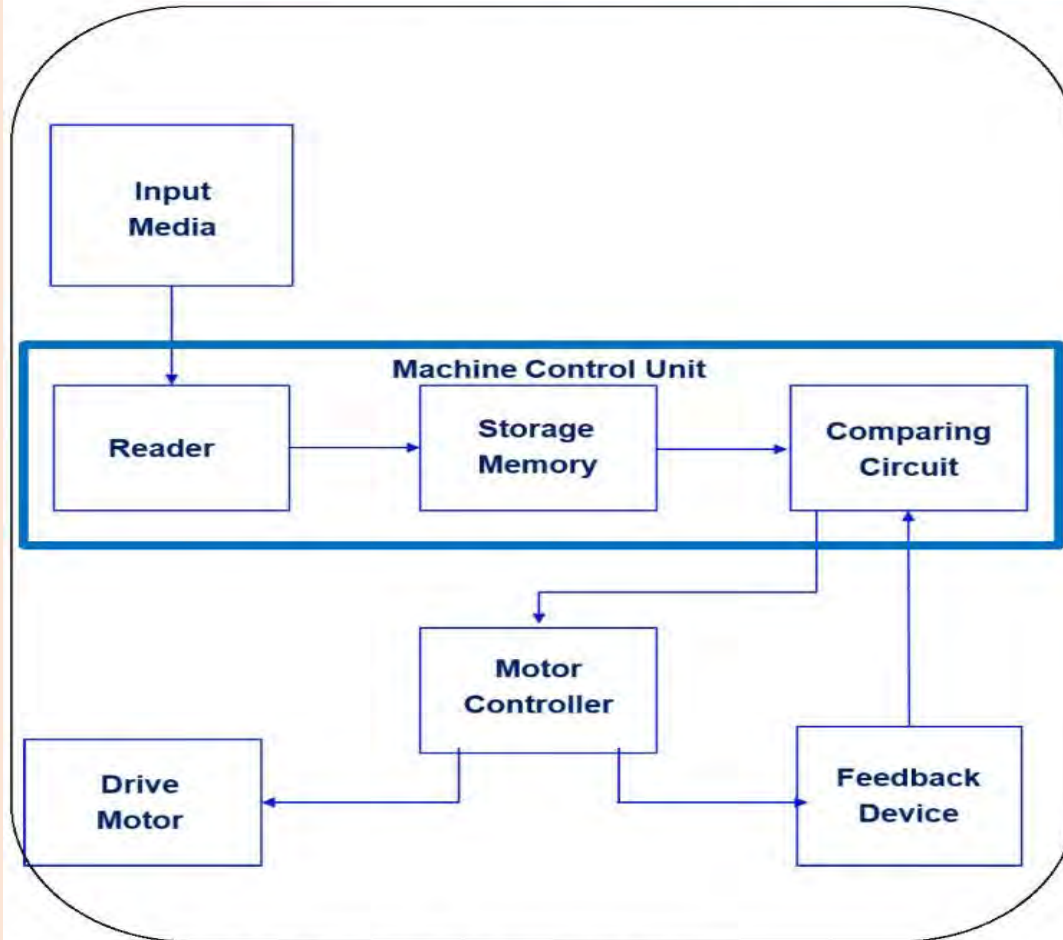 Input
Media
Machine Control Unit
Reader
Storage
Memory
Comparing
Circuit
Motor
Controller
Drive
Motor
Feedback
Device